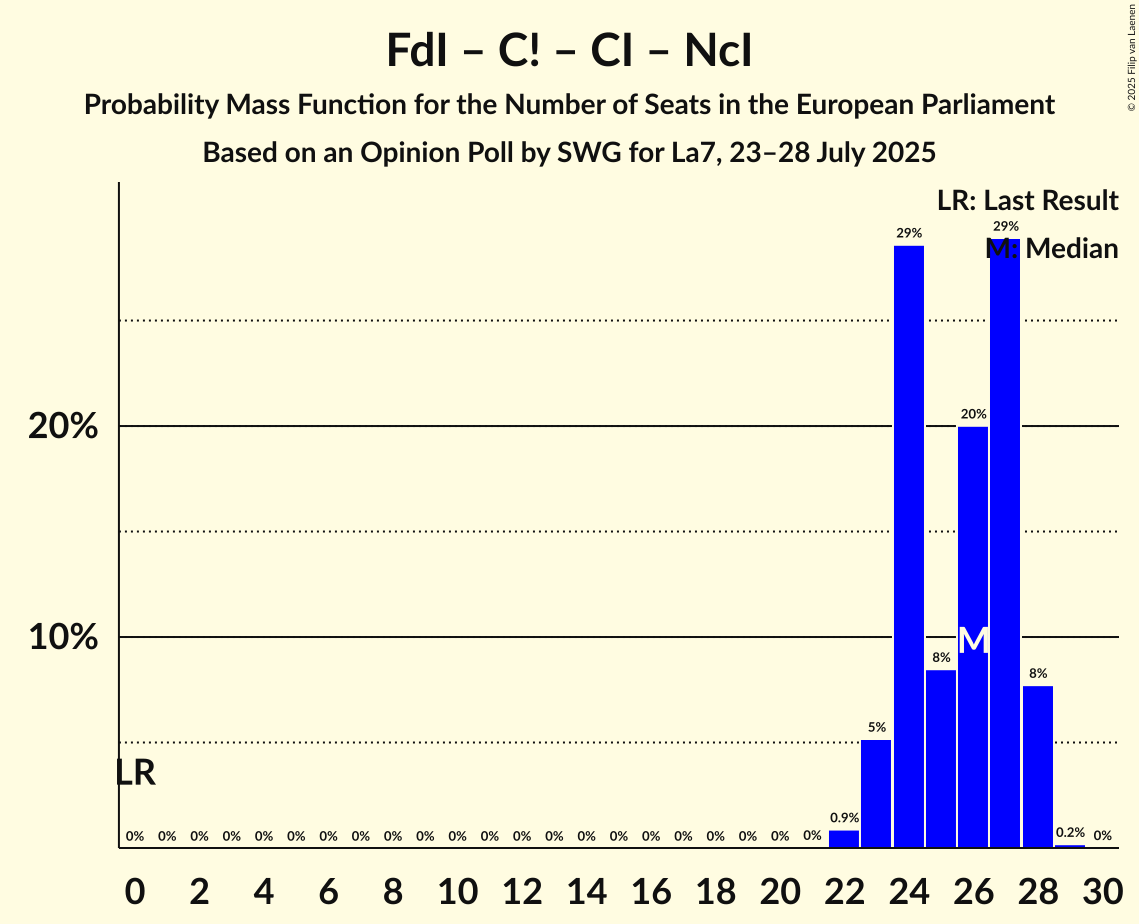 FdI – C! – CI – NcI
Probability Mass Function for the Number of Seats in the European Parliament
Based on an Opinion Poll by SWG for La7, 23–28 July 2025
© 2025 Filip van Laenen
LR: Last Result
M: Median
29%
29%
20%
20%
10%
M
8%
8%
5%
LR
0% 0% 0% 0% 0% 0% 0% 0% 0% 0% 0% 0% 0% 0% 0% 0% 0% 0% 0% 0% 0% 0% 0.9% 0.2% 0%
0 2 4 6 8 10 12 14 16 18 20 22 24 26 28 30